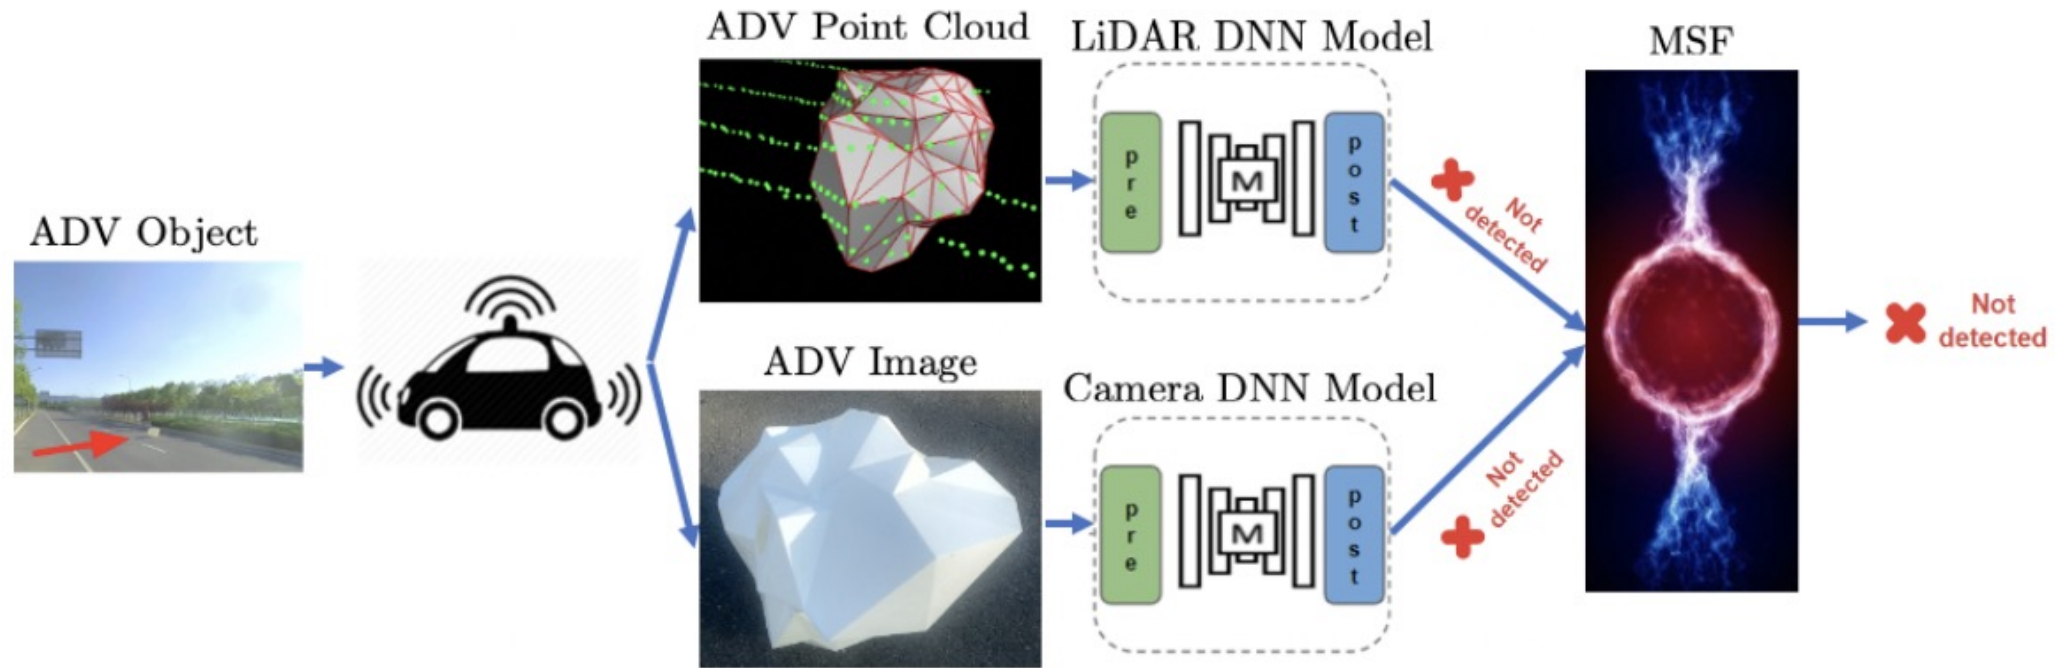 ADV Object
ADV Point Cloud
ADV Image
LiDAR DNN Model
pre
M
post
Camera DNN Model
pre
M
post
Not
detected
Not
detected
MSF
Not
detected